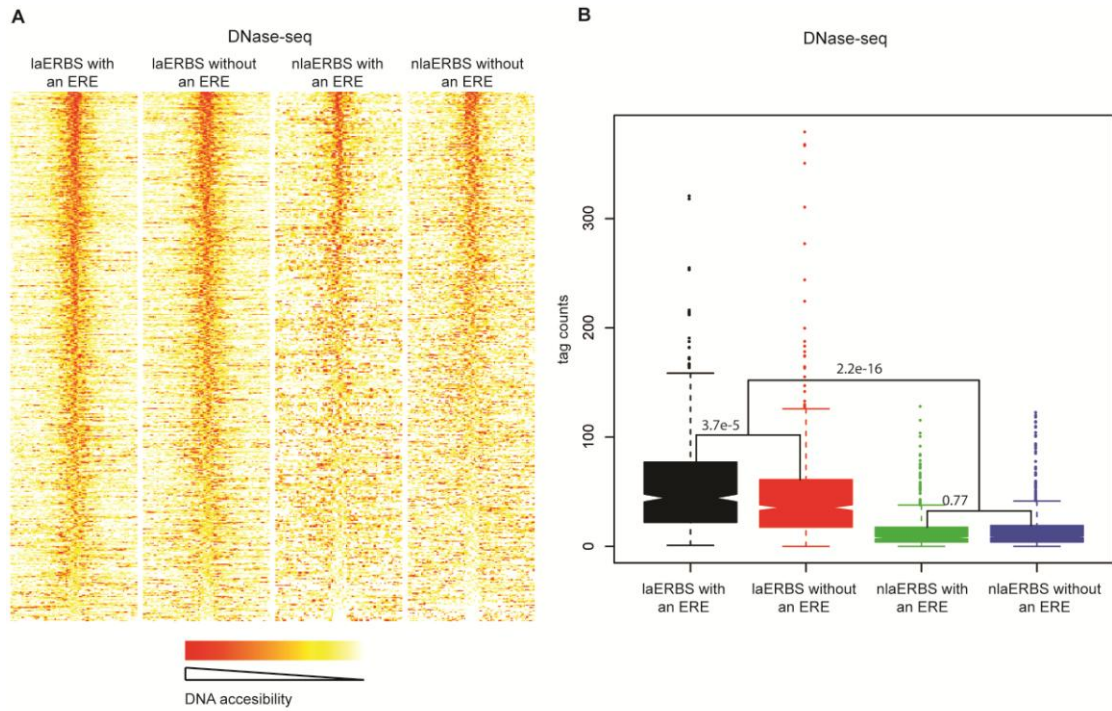 A
DNase-seq
laERBS with
an ERE
laERBS without
an ERE
nlaERBS with
an ERE
nlaERBS without
an ERE
DNA accesibility
B
DNase-seq
tag counts
300
200
100
0
2.2e-16
3.7e-5
0.77
laERBS with
an ERE
laERBS without
an ERE
nlaERBS with
an ERE
nlaERBS without
an ERE